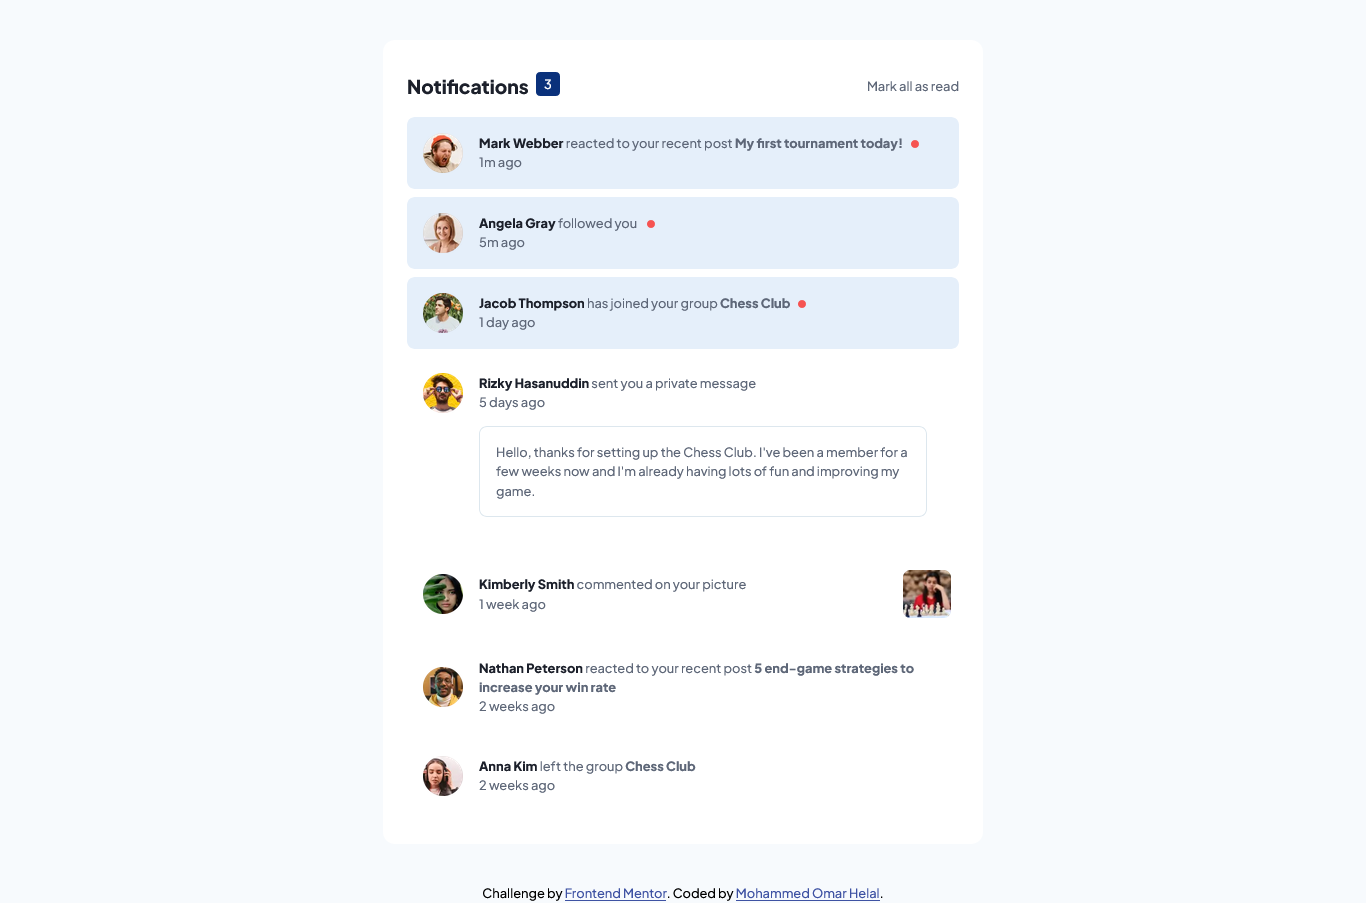 Notifications 3 Mark all as read
Mark Webber reacted to your recent post My first tournament today!
1m ago
Angela Gray followed you
5m ago
Jacob Thompson has joined your group Chess Club
1 day ago
Rizky Hasanuddin sent you a private message
5 days ago
Hello, thanks for setting up the Chess Club. I've been a member for a
few weeks now and I'm already having lots of fun and improving my
game.
Kimberly Smith commented on your picture
1 week ago
Nathan Peterson reacted to your recent post 5 end-game strategies to
increase your win rate
2 weeks ago
Anna Kim left the group Chess Club
2 weeks ago
Challenge by Frontend Mentor. Coded by Mohammed Omar Helal.